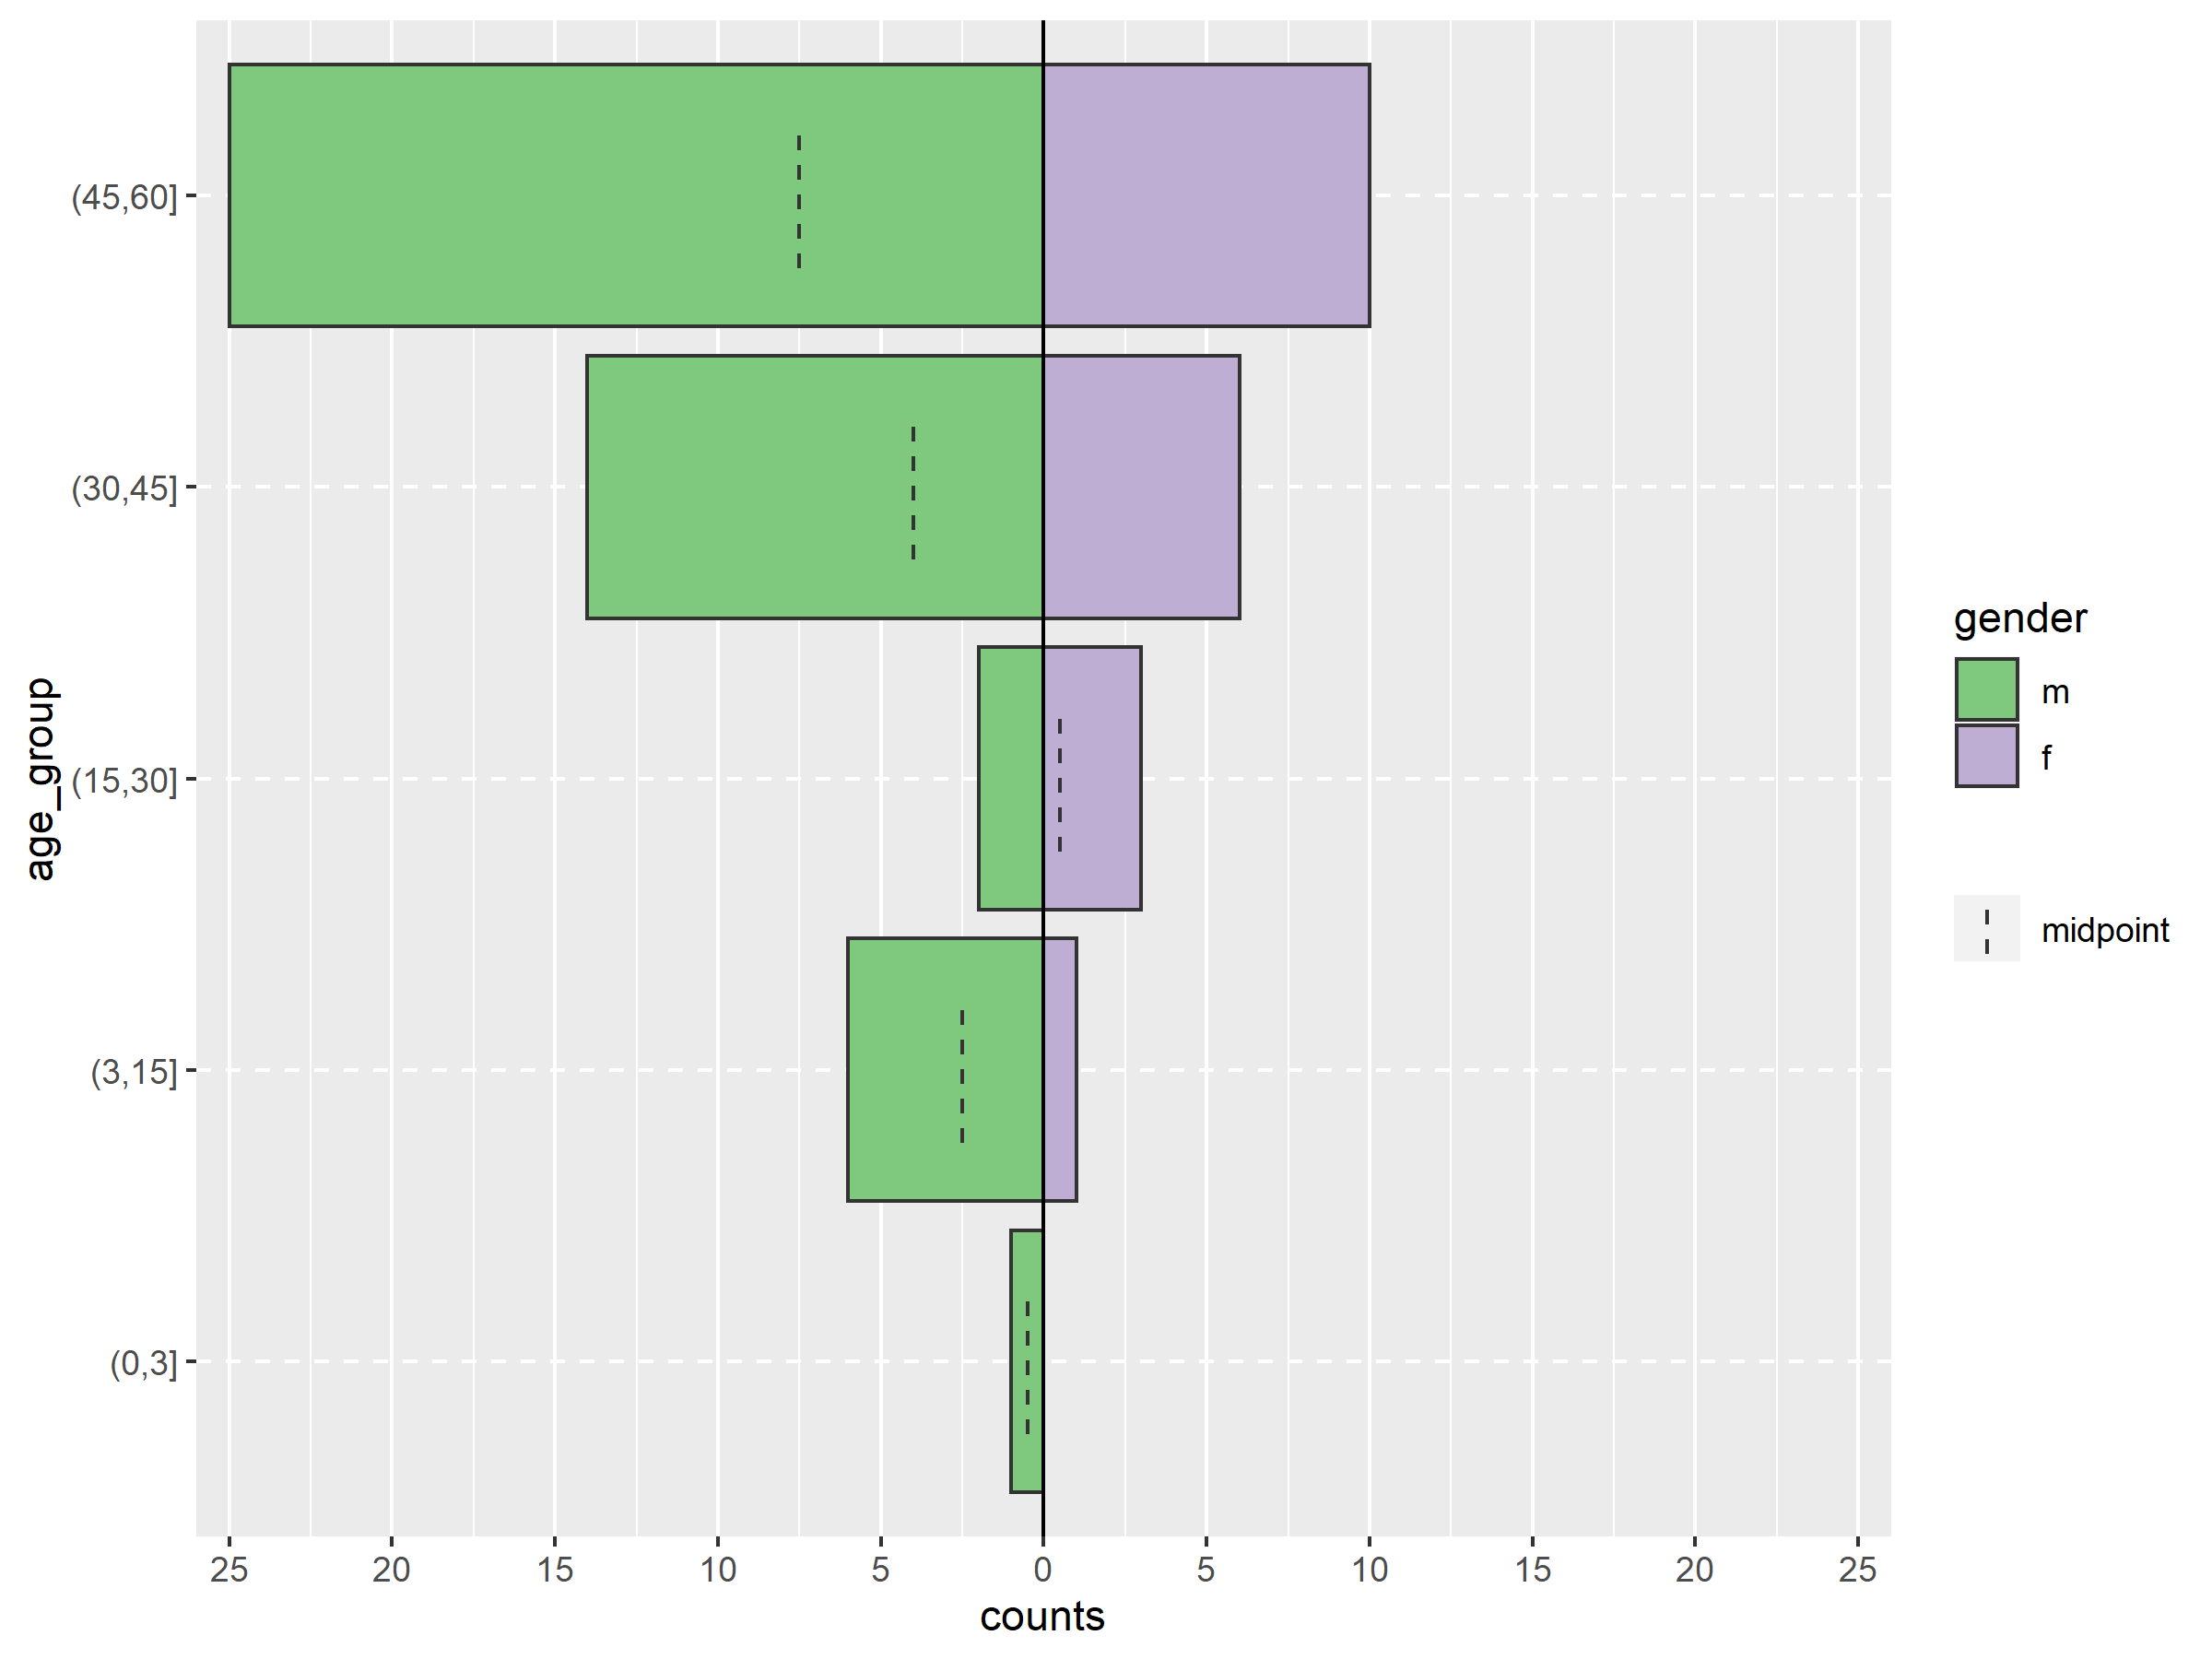 (45,60]
(30,45]
(15,30]
(3,15]
(0,3]
age_group
25 20 15 10 5 0 5 10 15 20 25
counts
gender
m
f
midpoint